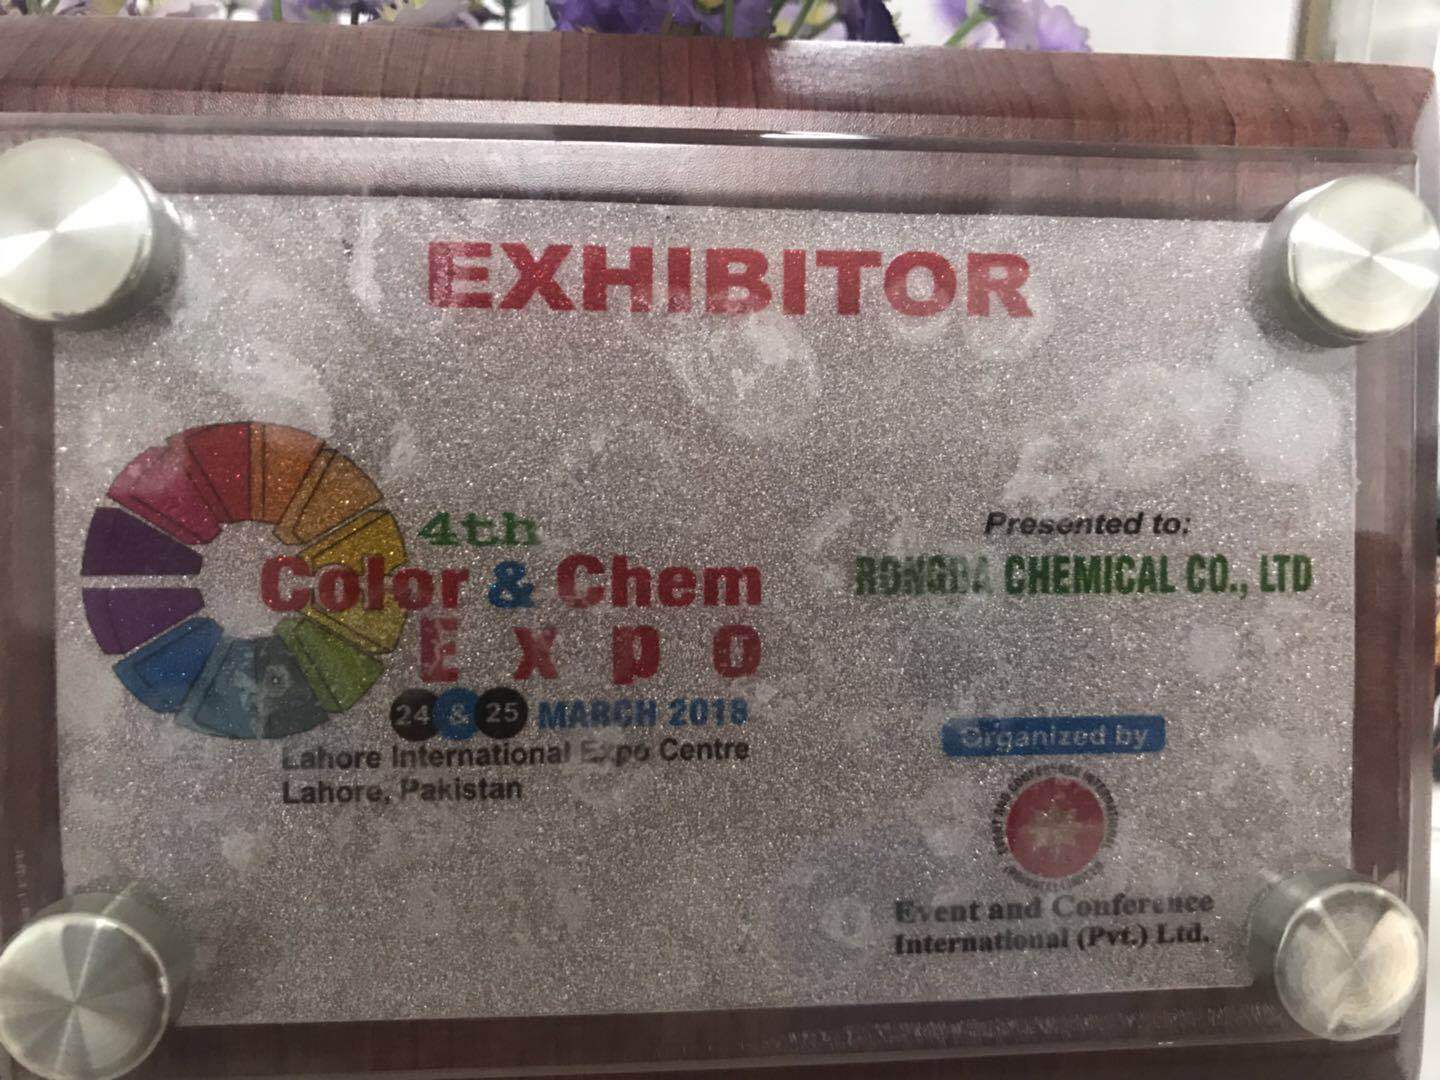 EXHIBITOR
4th
Color & Chem
Expo
24 & 25 MARCH 2018
Lahore International Expo Centre
Lahore, Pakistan
Presented to:
RONGDA CHEMICAL CO., LTD
Organized by
Event and Conference
International (Pvt.) Ltd.